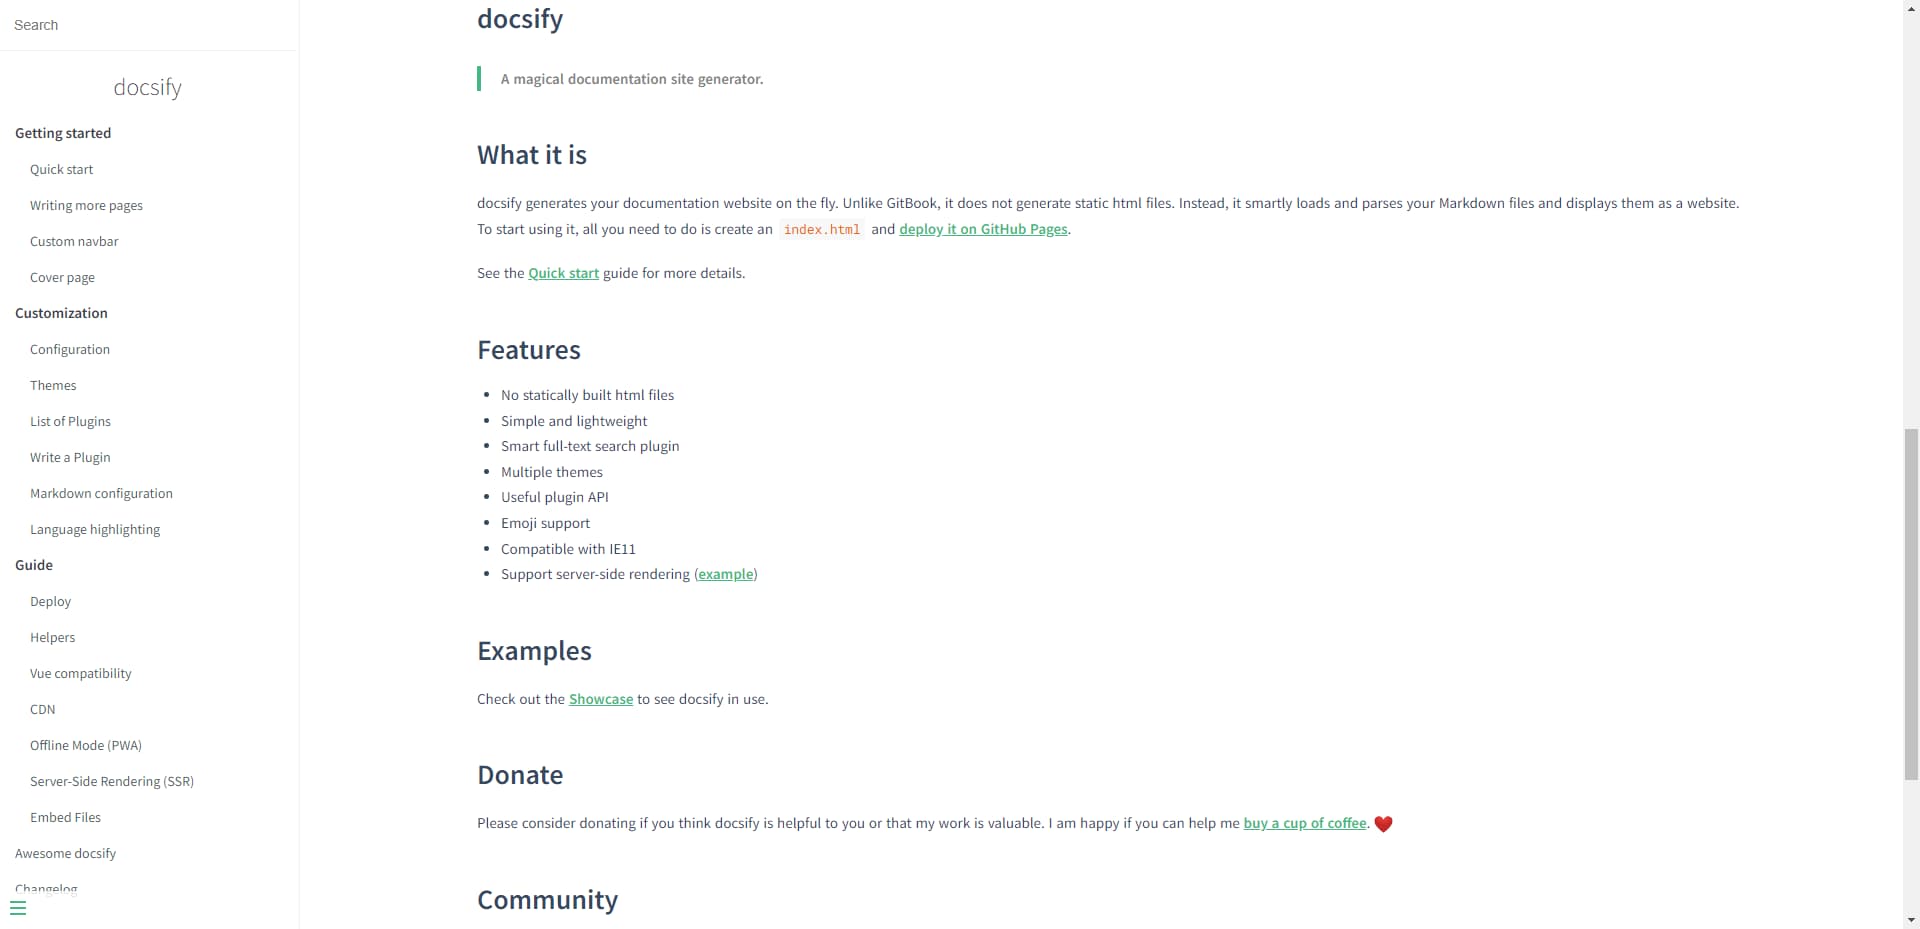 Search
docsify
Getting started
Quick start
Writing more pages
Custom navbar
Cover page
Customization
Configuration
Themes
List of Plugins
Write a Plugin
Markdown configuration
Language highlighting
Guide
Deploy
Helpers
Vue compatibility
CDN
Offline Mode (PWA)
Server-Side Rendering (SSR)
Embed Files
Awesome docsify
Changelog
docsify
A magical documentation site generator.
What it is
docsify generates your documentation website on the fly. Unlike GitBook, it does not generate static html files. Instead, it smartly loads and parses your Markdown files and displays them as a website.
To start using it, all you need to do is create an index.html and deploy it on GitHub Pages.
See the Quick start guide for more details.
Features
• No statically built html files
• Simple and lightweight
• Smart full-text search plugin
• Multiple themes
• Useful plugin API
• Emoji support
• Compatible with IE11
• Support server-side rendering (example)
Examples
Check out the Showcase to see docsify in use.
Donate
Please consider donating if you think docsify is helpful to you or that my work is valuable. I am happy if you can help me buy a cup of coffee. ❤️
Community